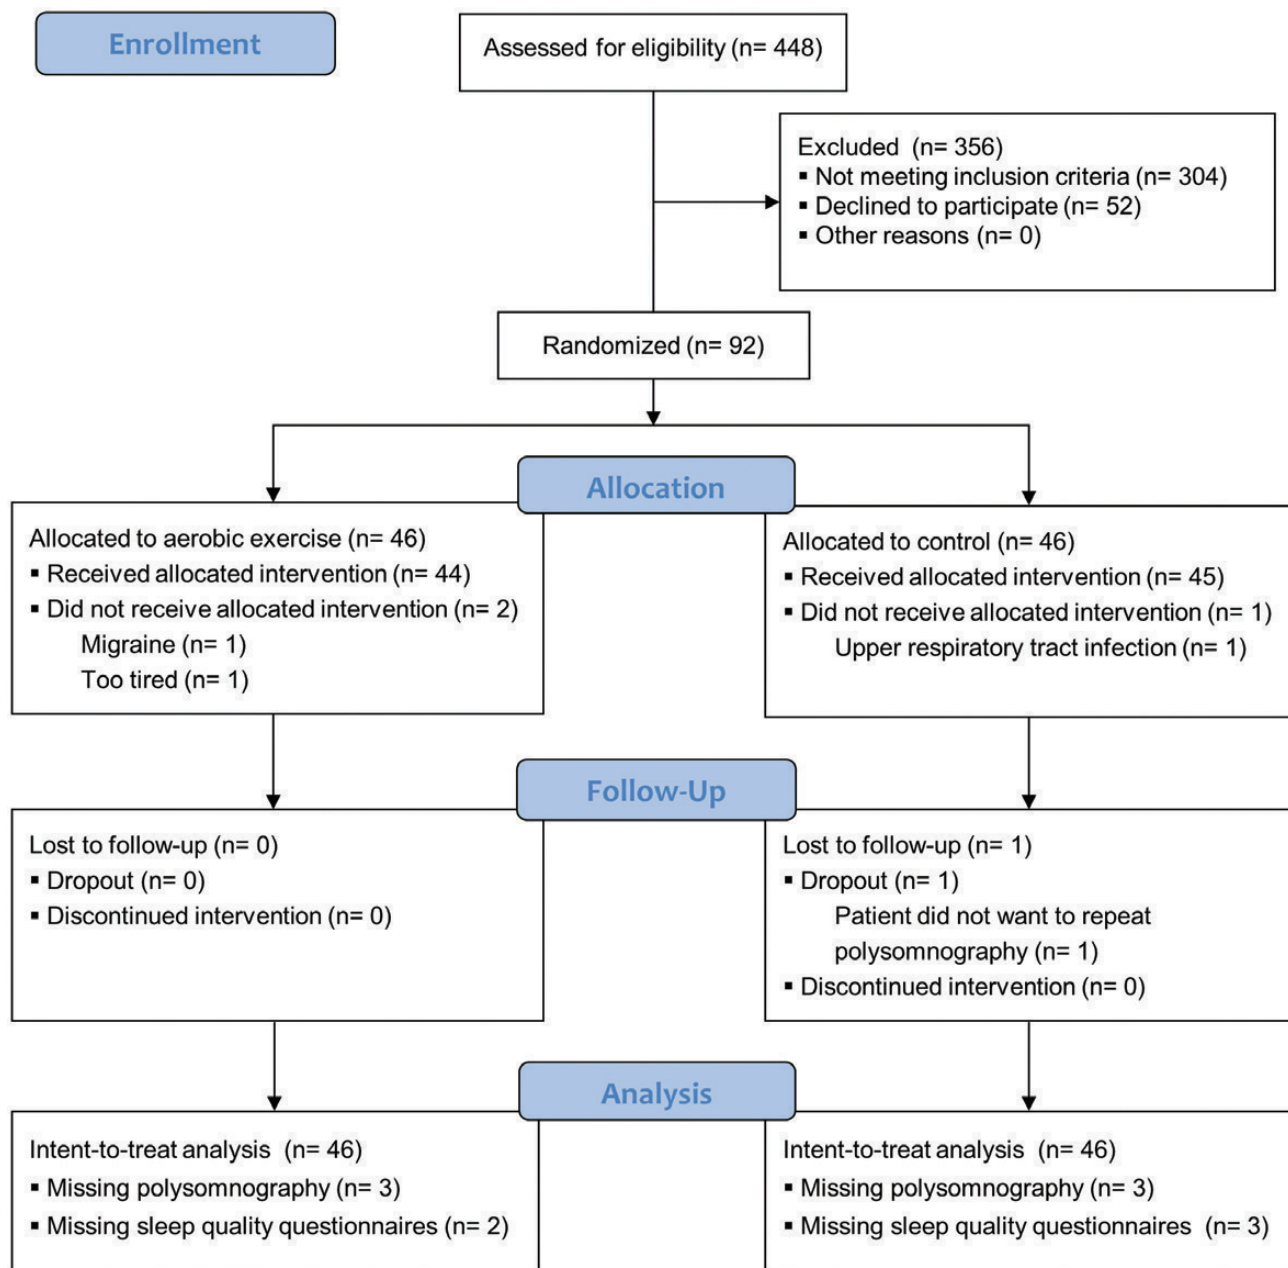 Enrollment
Assessed for eligibility (n= 448)
Excluded (n= 356)
▪ Not meeting inclusion criteria (n= 304)
▪ Declined to participate (n= 52)
▪ Other reasons (n= 0)
Randomized (n= 92)
Allocation
Allocated to aerobic exercise (n= 46)
▪ Received allocated intervention (n= 44)
▪ Did not receive allocated intervention (n= 2)
Migraine (n= 1)
Too tired (n= 1)
Allocated to control (n= 46)
▪ Received allocated intervention (n= 45)
▪ Did not receive allocated intervention (n= 1)
Upper respiratory tract infection (n= 1)
Follow-Up
Lost to follow-up (n= 0)
▪ Dropout (n= 0)
▪ Discontinued intervention (n= 0)
Lost to follow-up (n= 1)
▪ Dropout (n= 1)
Patient did not want to repeat
polysomnography (n= 1)
▪ Discontinued intervention (n= 0)
Analysis
Intent-to-treat analysis (n= 46)
▪ Missing polysomnography (n= 3)
▪ Missing sleep quality questionnaires (n= 2)
Intent-to-treat analysis (n= 46)
▪ Missing polysomnography (n= 3)
▪ Missing sleep quality questionnaires (n= 3)